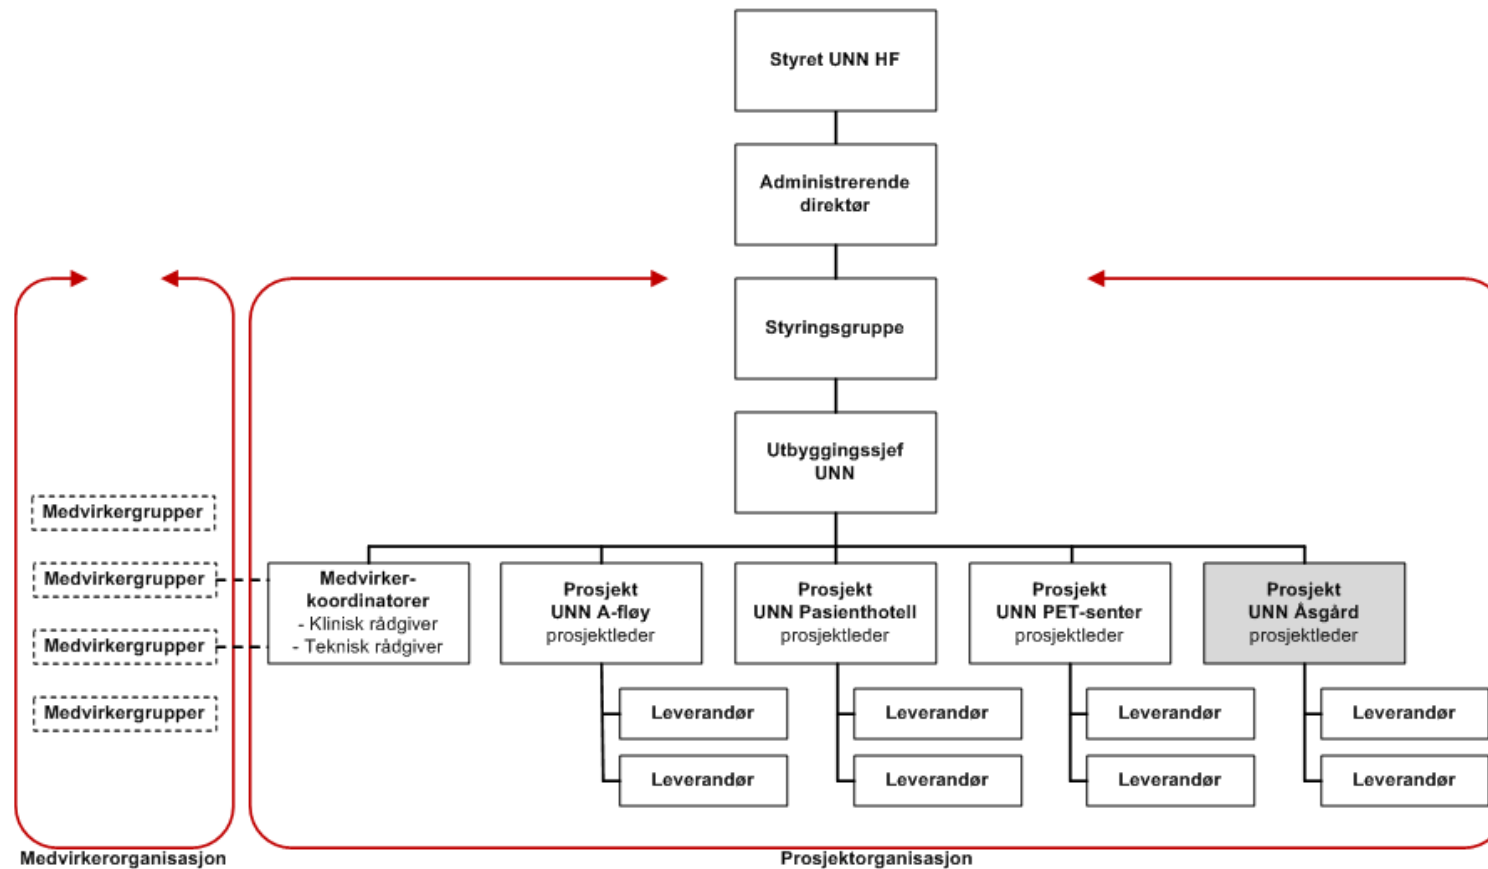 Styret UNN HF
Administrerende
direktør
Styringsgruppe
Utbyggingssjef
UNN
Medvirkergrupper
Medvirkergrupper
Medvirkergrupper
Medvirkergrupper
Medvirker-
koordinatorer
- Klinisk rådgiver
- Teknisk rådgiver
Prosjekt
UNN A-fløy
prosjektleder
Leverandør
Leverandør
Prosjekt
UNN Pasienthotell
prosjektleder
Leverandør
Leverandør
Prosjekt
UNN PET-senter
prosjektleder
Leverandør
Leverandør
Prosjekt
UNN Åsgård
prosjektleder
Leverandør
Leverandør
Medvirkerorganisasjon
Prosjektorganisasjon